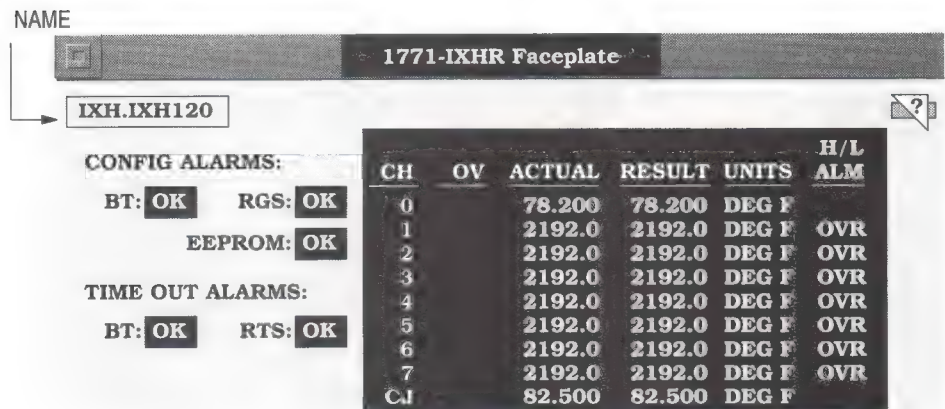 NAME
1771-IXHR Faceplate
IXH.IXH120
?
CONFIG ALARMS:
BT: OK RGS: OK
EEPROM: OK
TIME OUT ALARMS:
BT: OK RTS: OK
H/L
CH OV ACTUAL RESULT UNITS ALM
0 78.200 78.200 DEG F
1 2192.0 2192.0 DEG F OVR
2 2192.0 2192.0 DEG F OVR
3 2192.0 2192.0 DEG F OVR
4 2192.0 2192.0 DEG F OVR
5 2192.0 2192.0 DEG F OVR
6 2192.0 2192.0 DEG F OVR
7 2192.0 2192.0 DEG F OVR
CJ 82.500 82.500 DEG F